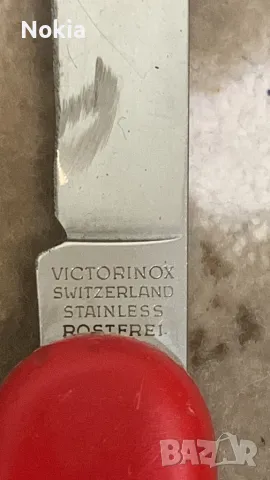 Nokia
VICTORINOX
SWITZERLAND
STAINLESS
ROSTFREI
BAZAR